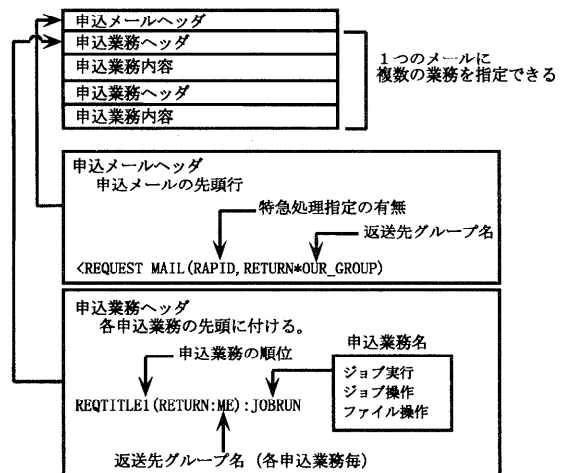 申込メールヘッダ
申込業務ヘッダ
申込業務内容
申込業務ヘッダ
申込業務内容
1つのメールに
複数の業務を指定できる
申込メールヘッダ
申込メールの先頭行
特急処理指定の有無
返送先グループ名
<REQUEST MAIL(RAPID,RETURN*OUR_GROUP)
申込業務ヘッダ
各申込業務の先頭に付ける。
申込業務の順位
申込業務名
ジョブ実行
ジョブ操作
ファイル操作
REQTITLE1(RETURN:ME):JOBRUN
返送先グループ名(各申込業務毎)